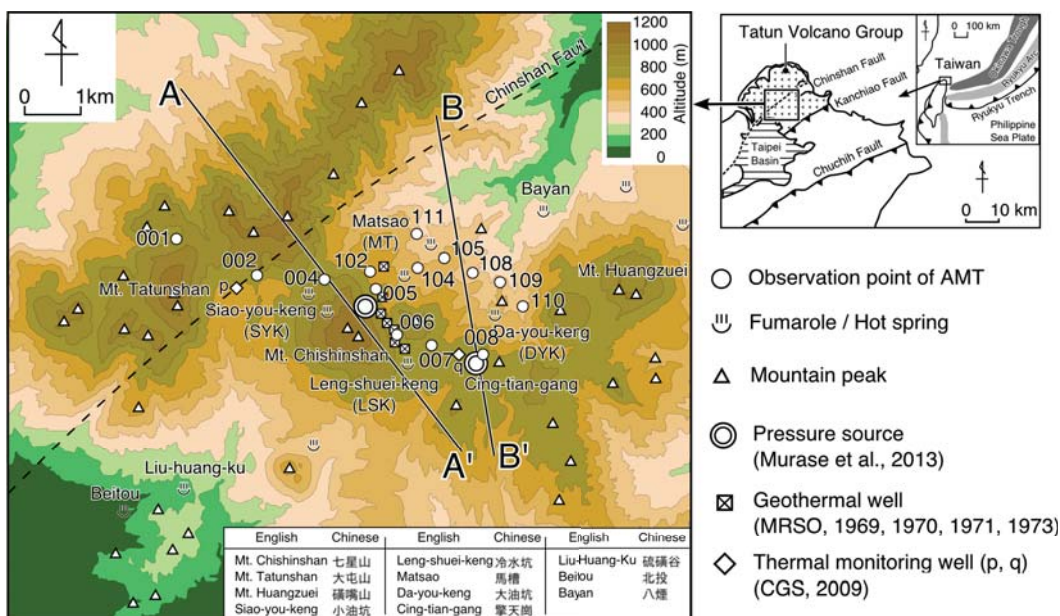 0 1km
A
B
Chinshan Fault
1200
1000
800
600
400
200
0
Altitude (m)
Bayan
Matsao
(MT)
111
001
002
004
102
104
105
108
109
110
p
005
006
007
q
008
Mt. Tatunshan
Siao-you-keng
(SYK)
Mt. Chishinshan
Leng-shuei-keng
(LSK)
Mt. Huangzuei
Da-you-kerg
(DYK)
Cing-tian-gang
A'
B'
Liu-huang-ku
Beitou
English Chinese English Chinese English Chinese
Mt. Chishinshan 七星山 Leng-shuei-keng 冷水坑 Liu-Huang-Ku 硫磺谷
Mt. Tatunshan 大屯山 Matsao 馬槽 Beilou 北投
Mt. Huangzuei 磺嘴山 Da-you-keng 大油坑 Bayan 八煙
Siao-you-keng 小油坑 Cing-tian-gang 擎天崗
Tatun Volcano Group
Chinshan Fault
Kanchiao Fault
Taipei
Basin
Chuchih Fault
0 10 km
0 100 km
Taiwan
Ryukyu Arc
Ryukyu Trench
Philippine
Sea Plate
Observation point of AMT
Fumarole / Hot spring
Mountain peak
Pressure source
(Murase et al., 2013)
Geothermal well
(MRSO, 1969, 1970, 1971, 1973)
Thermal monitoring well (p, q)
(CGS, 2009)